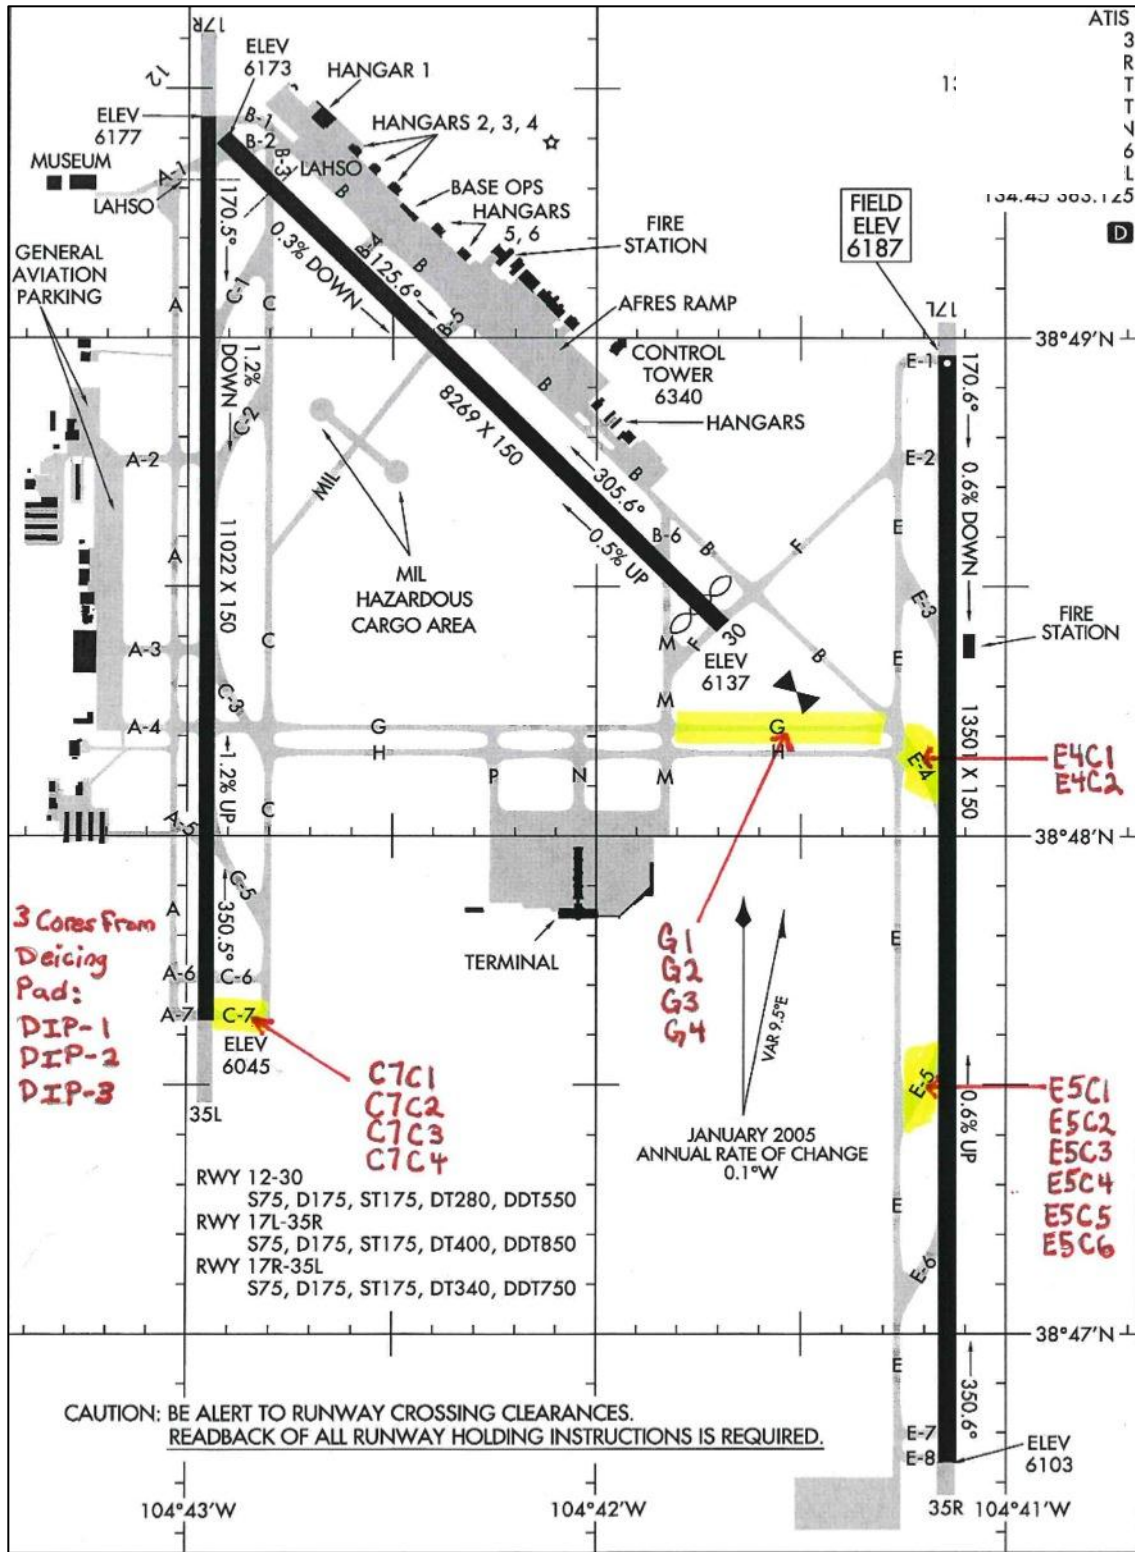 17R
12
ELEV
6173
HANGAR 1
ATIS
3
R
T
T
N
6
L
5
134.45 363.125
D
13
ELEV
6177
B-1
B-2
B-3
HANGARS 2, 3, 4
MUSEUM
A-1
LAHSO
LAHSO
BASE OPS
HANGARS
5, 6
FIRE
STATION
FIELD
ELEV
6187
GENERAL
AVIATION
PARKING
170.5°
0.3% DOWN
B-4
125.6°
B
B
B
B
B
B
B
AFRES RAMP
17L
A
C-1
C
B-5
38°49'N
E-1
CONTROL
TOWER
6340
170.6°
1.2%
DOWN
C-2
8269 X 150
HANGARS
A-2
MIL
305.6°
E-2
0.6% DOWN
A
11022 X 150
0.5% UP
B-6
F
E
MIL
HAZARDOUS
CARGO AREA
E-3
FIRE
STATION
A-3
C
M
F
30
ELEV
6137
E
C-3
M
A-4
G
G
13501 X 150
1.2% UP
H
H
E-4
E4C1
E4C2
P
N
M
A-5
C
38°48'N
C-5
A
350.5°
3 Cores From
Deicing
Pad:
DIP-1
DIP-2
DIP-3
TERMINAL
G1
G2
G3
G4
E
A-6
C-6
VAR 9.5°E
A-7
C-7
ELEV
6045
C7C1
C7C2
C7C3
C7C4
35L
E-5
0.6% UP
E5C1
E5C2
E5C3
E5C4
E5C5
E5C6
JANUARY 2005
ANNUAL RATE OF CHANGE
0.1°W
RWY 12-30
S75, D175, ST175, DT280, DDT550
RWY 17L-35R
S75, D175, ST175, DT400, DDT850
RWY 17R-35L
S75, D175, ST175, DT340, DDT750
E
E-6
38°47'N
E
350.6°
CAUTION: BE ALERT TO RUNWAY CROSSING CLEARANCES.
READBACK OF ALL RUNWAY HOLDING INSTRUCTIONS IS REQUIRED.
E-7
E-8
ELEV
6103
104°43'W
104°42'W
35R
104°41'W